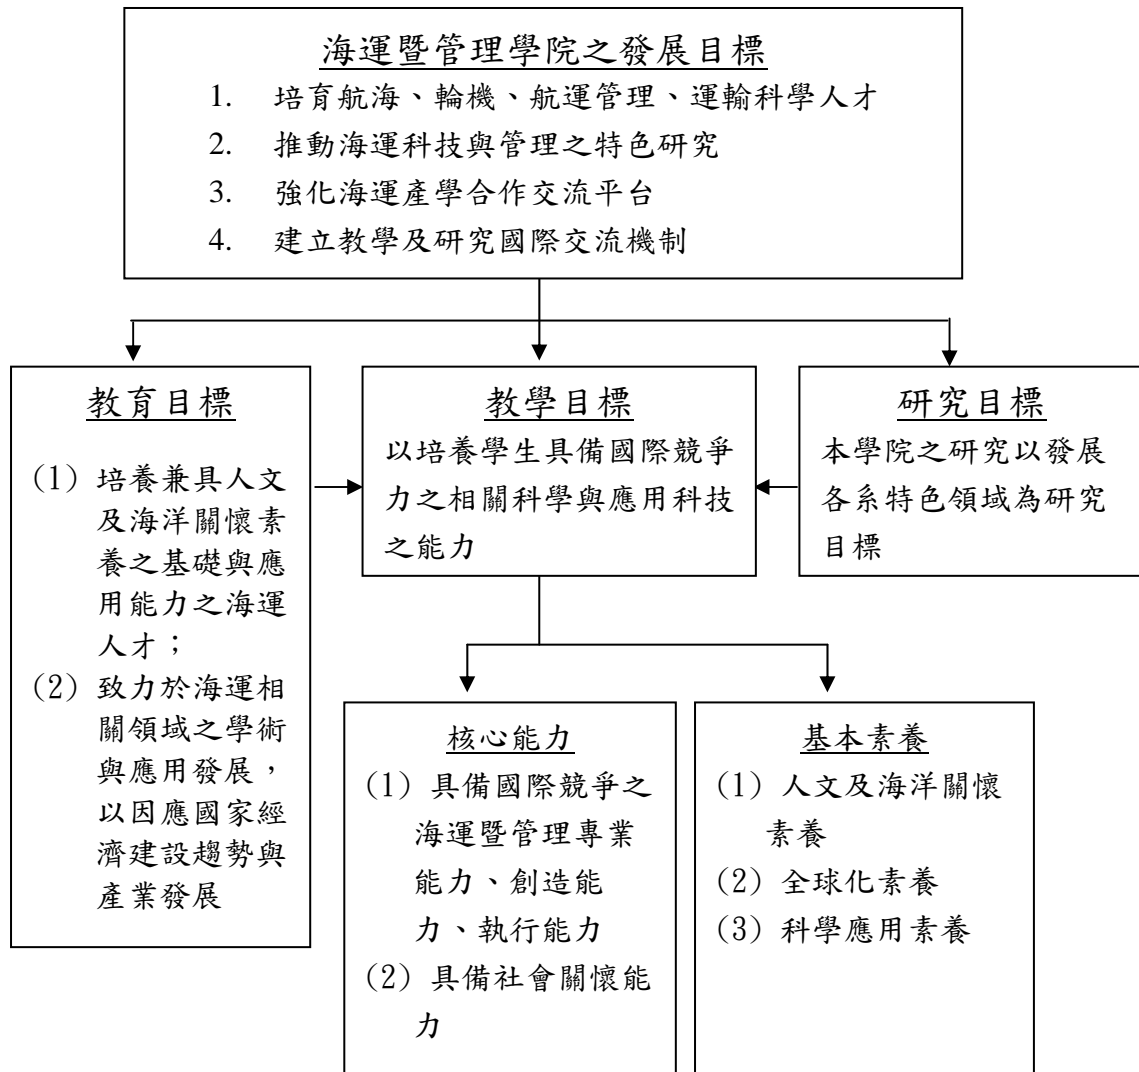 海運暨管理學院之發展目標
1. 培育航海、輪機、航運管理、運輸科學人才
2. 推動海運科技與管理之特色研究
3. 強化海運產學合作交流平台
4. 建立教學及研究國際交流機制
教育目標
(1) 培養兼具人文
及海洋關懷素
養之基礎與應
用能力之海運
人才；
(2) 致力於海運相
關領域之學術
與應用發展，
以因應國家經
濟建設趨勢與
產業發展
教學目標
以培養學生具備國際競爭
力之相關科學與應用科技
之能力
研究目標
本學院之研究以發展
各系特色領域為研究
目標
核心能力
(1) 具備國際競爭之
海運暨管理專業
能力、創造能
力、執行能力
(2) 具備社會關懷能
力
基本素養
(1) 人文及海洋關懷
素養
(2) 全球化素養
(3) 科學應用素養